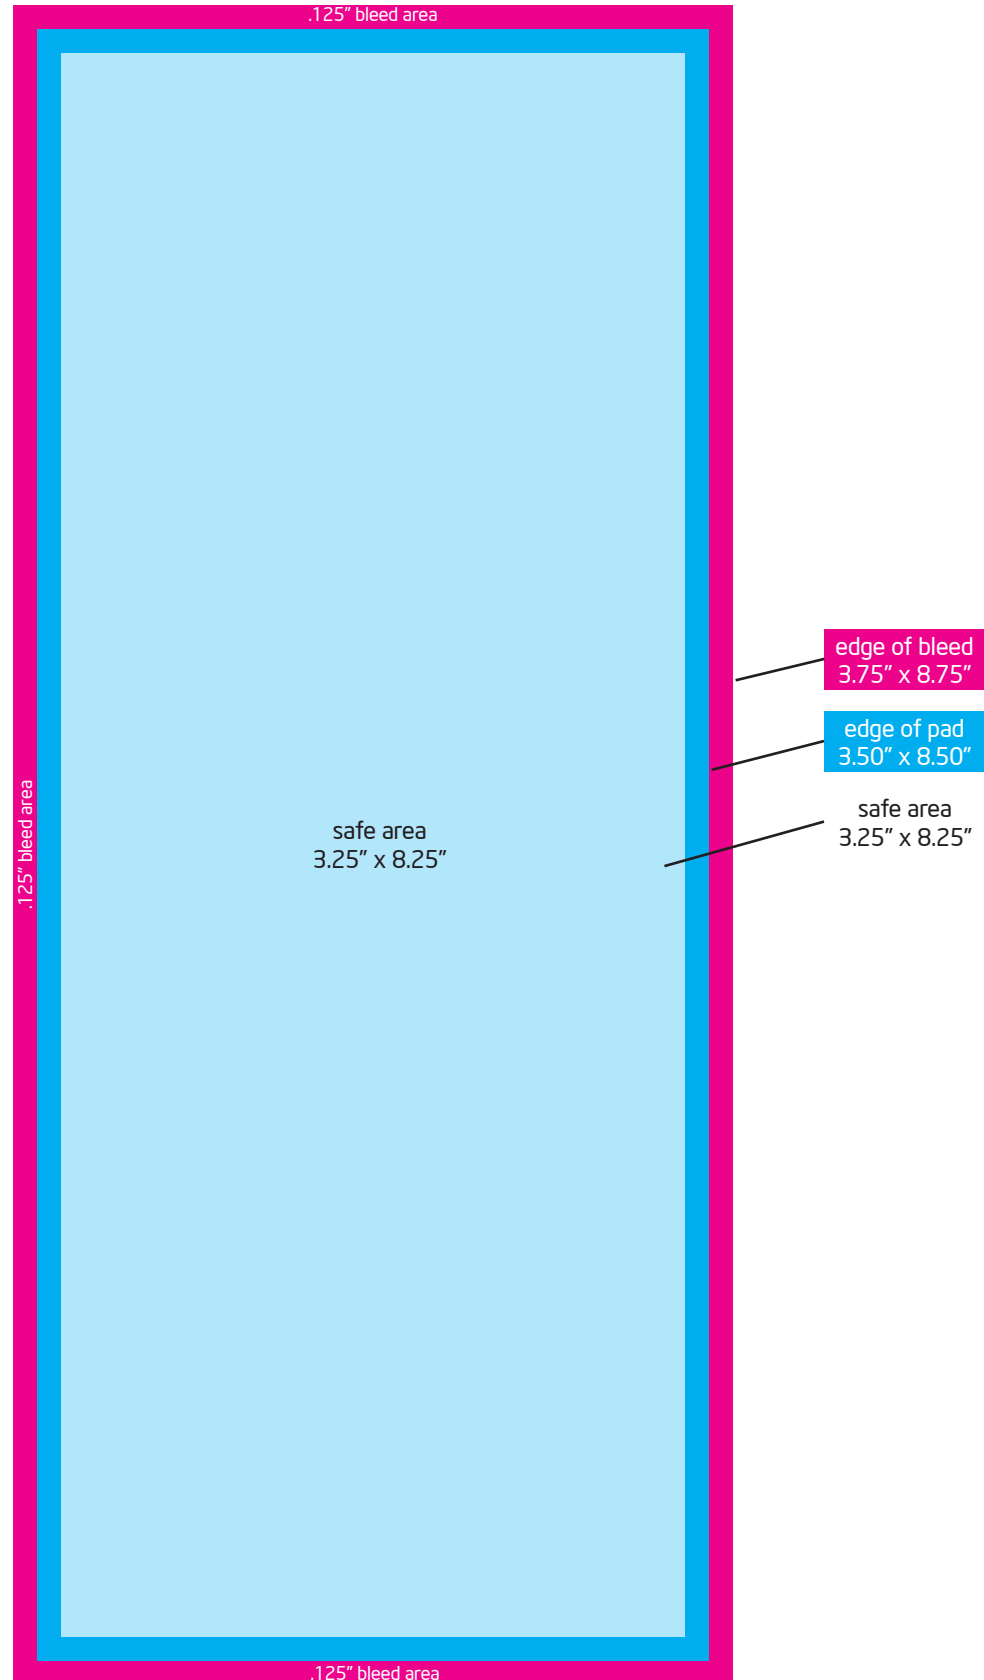 .125” bleed area
edge of bleed
3.75” x 8.75”
edge of pad
3.50” x 8.50”
safe area
3.25” x 8.25”
safe area
3.25” x 8.25”
.125” bleed area
.125” bleed area